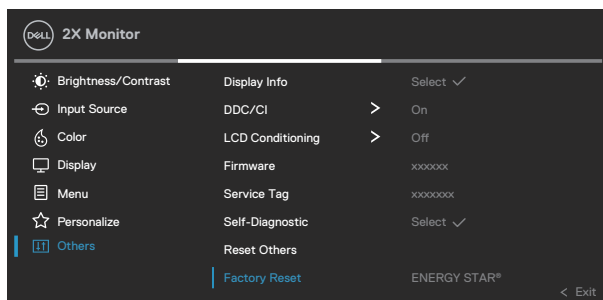 DELL 2X Monitor
Brightness/Contrast Display Info Select ✓
Input Source DDC/CI > On
Color LCD Conditioning > Off
Display Firmware xxxxxx
Menu Service Tag xxxxxxx
Personalize Self-Diagnostic Select ✓
Others Reset Others
Factory Reset ENERGY STAR®
< Exit